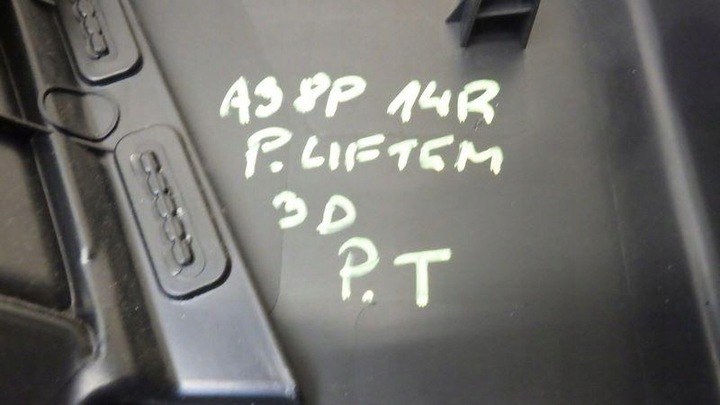 A3 8P 14R
P. LIFTEM
3D
P.T